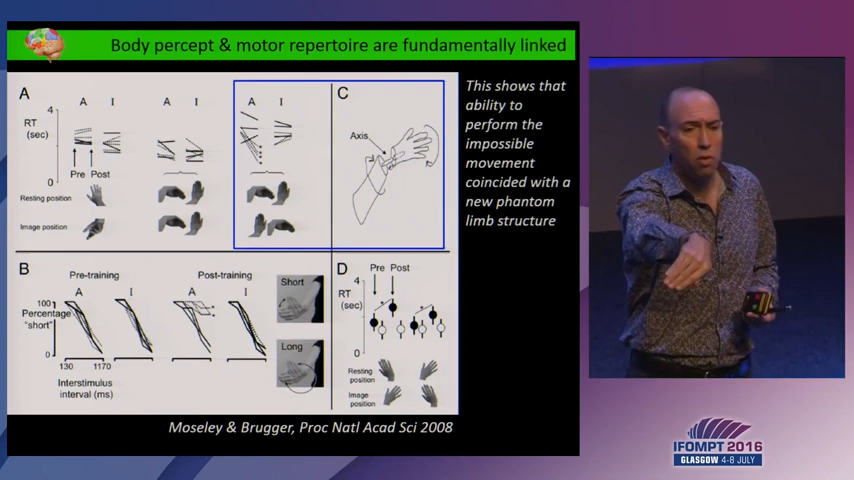 Body percept & motor repertoire are fundamentally linked
A
A I
A I
A I
C
4
RT
(sec)
0
Pre Post
Resting position
Image position
Axis
This shows that
ability to
perform the
impossible
movement
coincided with a
new phantom
limb structure
B
Pre-training
Post-training
A I A I
100
Percentage
"short"
0
130 1170
Interstimulus
interval (ms)
Short
Long
D
Pre Post
4
RT
(sec)
0
Resting
position
Image
position
Moseley & Brugger, Proc Natl Acad Sci 2008
IFOMPT 2016
GLASGOW 4-8 JULY